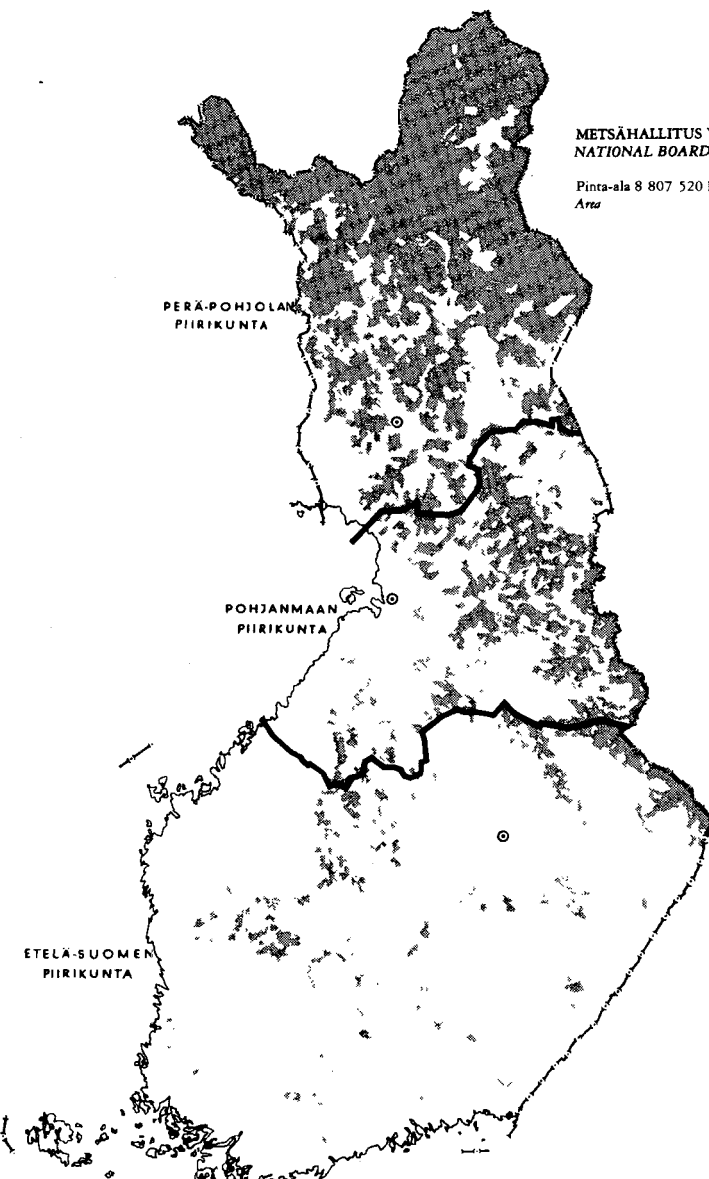 METSÄHALLITUS
NATIONAL BOARD
Pinta-ala 8 807 520
Area
PERÄ-POHJOLAN
PIIRIKUNTA
POHJANMAAN
PIIRIKUNTA
ETELÄ-SUOMEN
PIIRIKUNTA